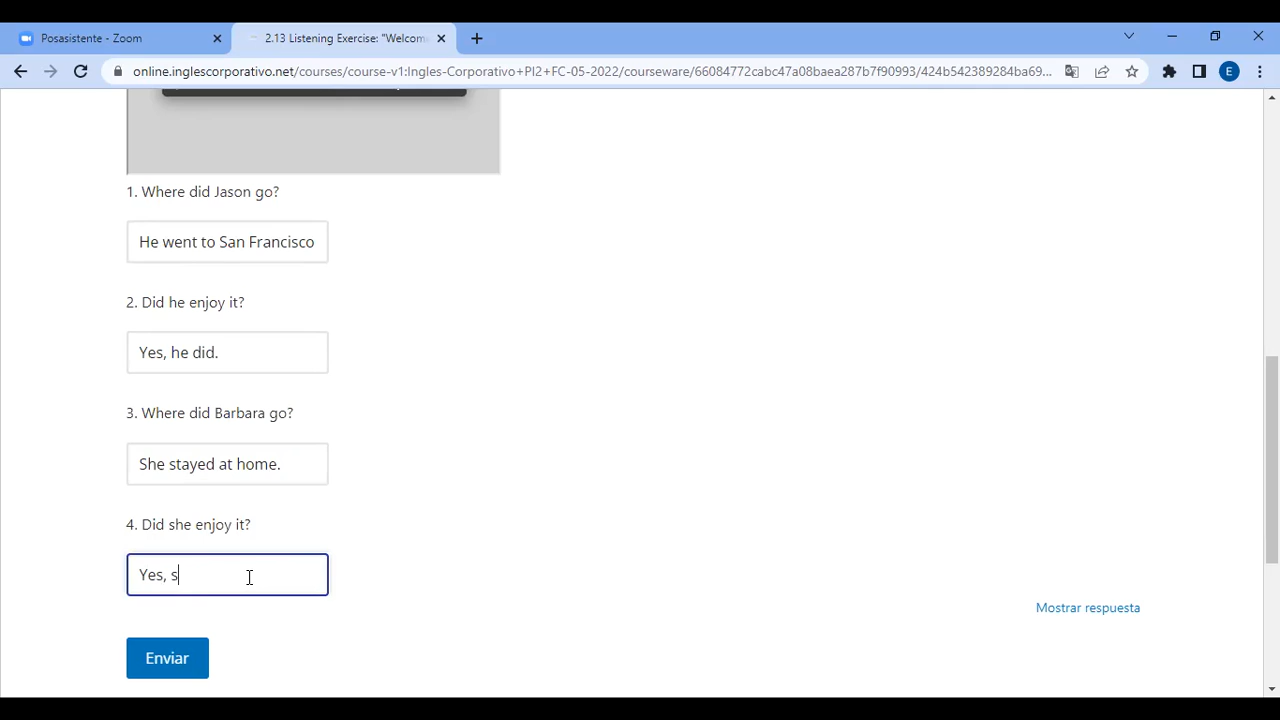 Posasistente - Zoom
2.13 Listening Exercise: "Welcom
online.inglescorporativo.net/courses/course-v1:Ingles-Corporativo+PI2+FC-05-2022/courseware/66084772cabc47a08baea287b7f90993/424b542389284ba69...
E
1. Where did Jason go?
He went to San Francisco
2. Did he enjoy it?
Yes, he did.
3. Where did Barbara go?
She stayed at home.
4. Did she enjoy it?
Yes, s
Mostrar respuesta
Enviar